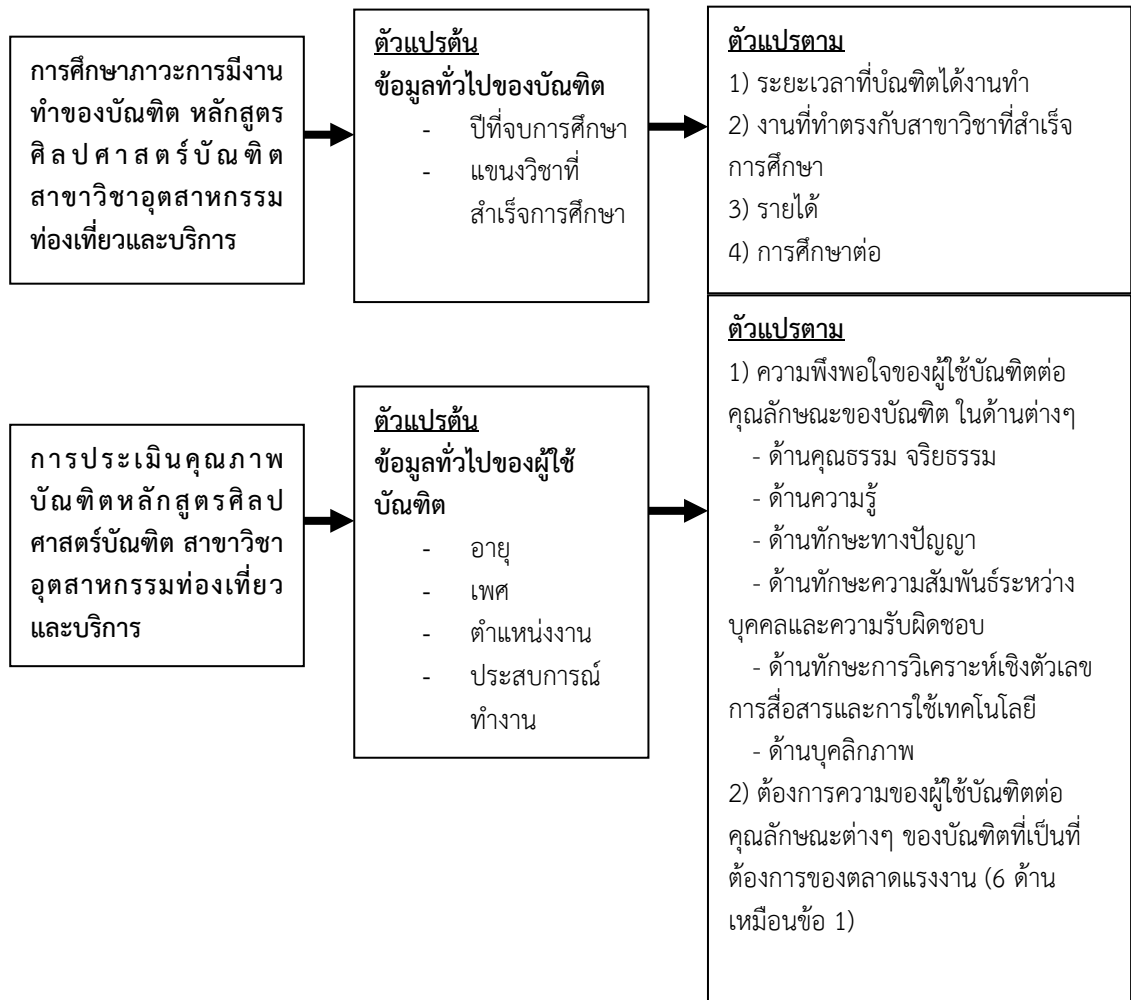 การศึกษาภาวะการมีงาน
ทำของบัณฑิต หลักสูตร
ศิลปศาสตร์บัณฑิต
สาขาวิชาอุตสาหกรรม
ท่องเที่ยวและบริการ
ตัวแปรต้น
ข้อมูลทั่วไปของบัณฑิต
- ปีที่จบการศึกษา
- แขนงวิชาที่
สำเร็จการศึกษา
ตัวแปรตาม
1) ระยะเวลาที่บํณฑิตได้งานทำ
2) งานที่ทำตรงกับสาขาวิชาที่สำเร็จ
การศึกษา
3) รายได้
4) การศึกษาต่อ
การประเมินคุณภาพ
บัณฑิตหลักสูตรศิลป
ศาสตร์บัณฑิต สาขาวิชา
อุตสาหกรรมท่องเที่ยว
และบริการ
ตัวแปรต้น
ข้อมูลทั่วไปของผู้ใช้
บัณฑิต
- อายุ
- เพศ
- ตำแหน่งงาน
- ประสบการณ์
ทำงาน
ตัวแปรตาม
1) ความพึงพอใจของผู้ใช้บัณฑิตต่อ
คุณลักษณะของบัณฑิต ในด้านต่างๆ
- ด้านคุณธรรม จริยธรรม
- ด้านความรู้
- ด้านทักษะทางปัญญา
- ด้านทักษะความสัมพันธ์ระหว่าง
บุคคลและความรับผิดชอบ
- ด้านทักษะการวิเคราะห์เชิงตัวเลข
การสื่อสารและการใช้เทคโนโลยี
- ด้านบุคลิกภาพ
2) ต้องการความของผู้ใช้บัณฑิตต่อ
คุณลักษณะต่างๆ ของบัณฑิตที่เป็นที่
ต้องการของตลาดแรงงาน (6 ด้าน
เหมือนข้อ 1)